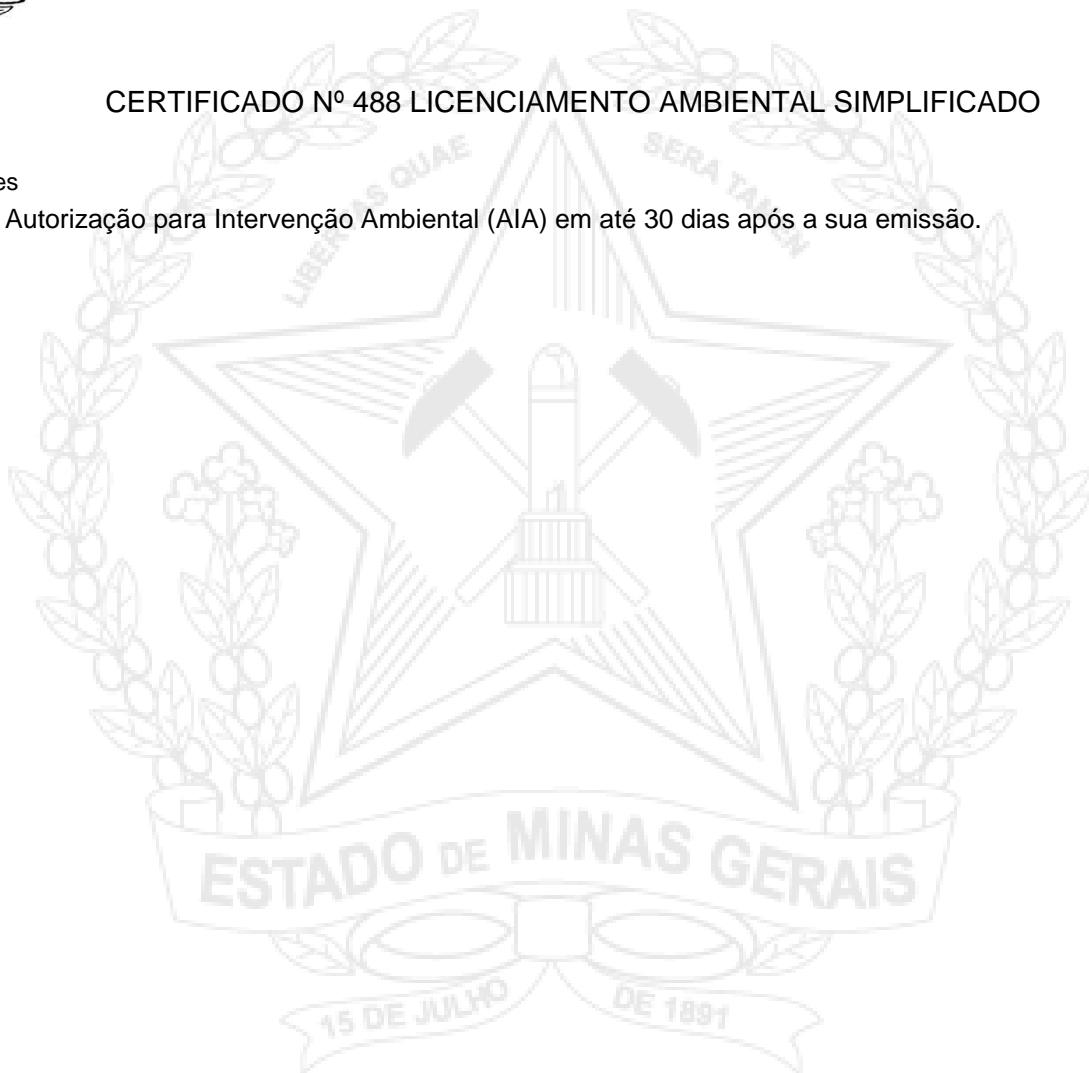 CERTIFICADO Nº 488 LICENCIAMENTO AMBIENTAL SIMPLIFICADO
es
Autorização para Intervenção Ambiental (AIA) em até 30 dias após a sua emissão.
LIBERTAS QUAE SERA TAMEN
ESTADO DE MINAS GERAIS
15 DE JULHO DE 1891